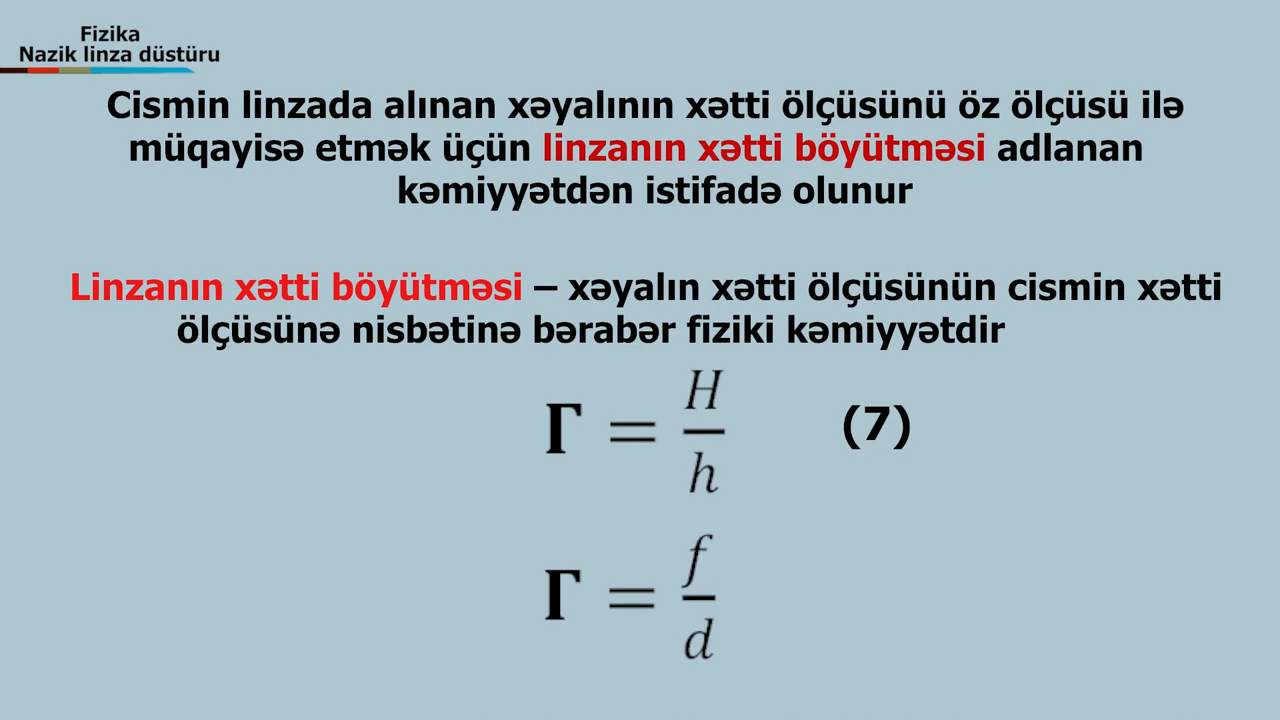 Fizika
Nazik linza düstüru
Cismin linzada alınan xəyalının xətti ölçüsünü öz ölçüsü ilə
müqayisə etmək üçün linzanın xətti böyütməsi adlanan
kəmiyyətdən istifadə olunur
Linzanın xətti böyütməsi – xəyalın xətti ölçüsünün cismin xətti
ölçüsünə nisbətinə bərabər fiziki kəmiyyətdir
Γ = H/h (7)
Γ = f/d